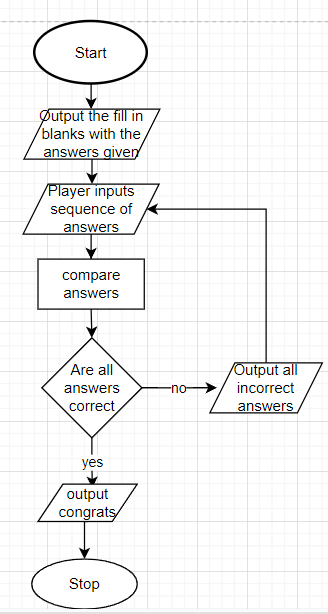 Start
Output the fill in
blanks with the
answers given
Player inputs
sequence of
answers
compare
answers
Are all
answers
correct
no
Output all
incorrect
answers
yes
output
congrats
Stop